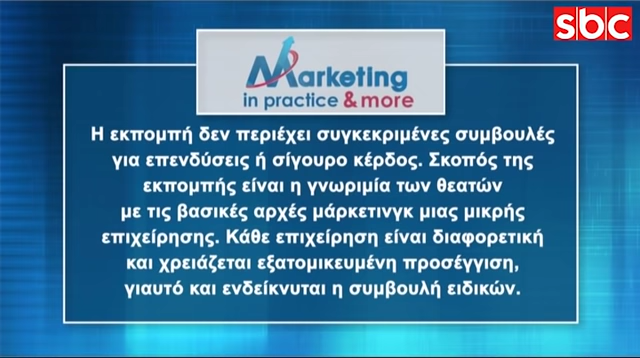 sbc
Marketing
in practice & more
Η εκπομπή δεν περιέχει συγκεκριμένες συμβουλές
για επενδύσεις ή σίγουρο κέρδος. Σκοπός της
εκπομπής είναι η γνωριμία των θεατών
με τις βασικές αρχές μάρκετινγκ μιας μικρής
επιχείρησης. Κάθε επιχείρηση είναι διαφορετική
και χρειάζεται εξατομικευμένη προσέγγιση,
γιαυτό και ενδείκνυται η συμβουλή ειδικών.